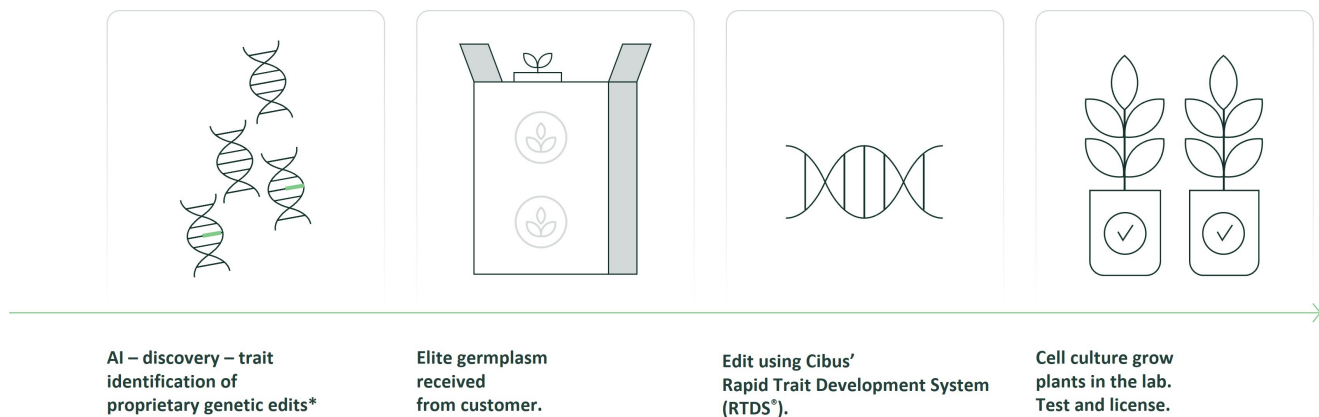 AI – discovery – trait
identification of
proprietary genetic edits*
Elite germplasm
received
from customer.
Edit using Cibus’
Rapid Trait Development System
(RTDS®).
Cell culture grow
plants in the lab.
Test and license.